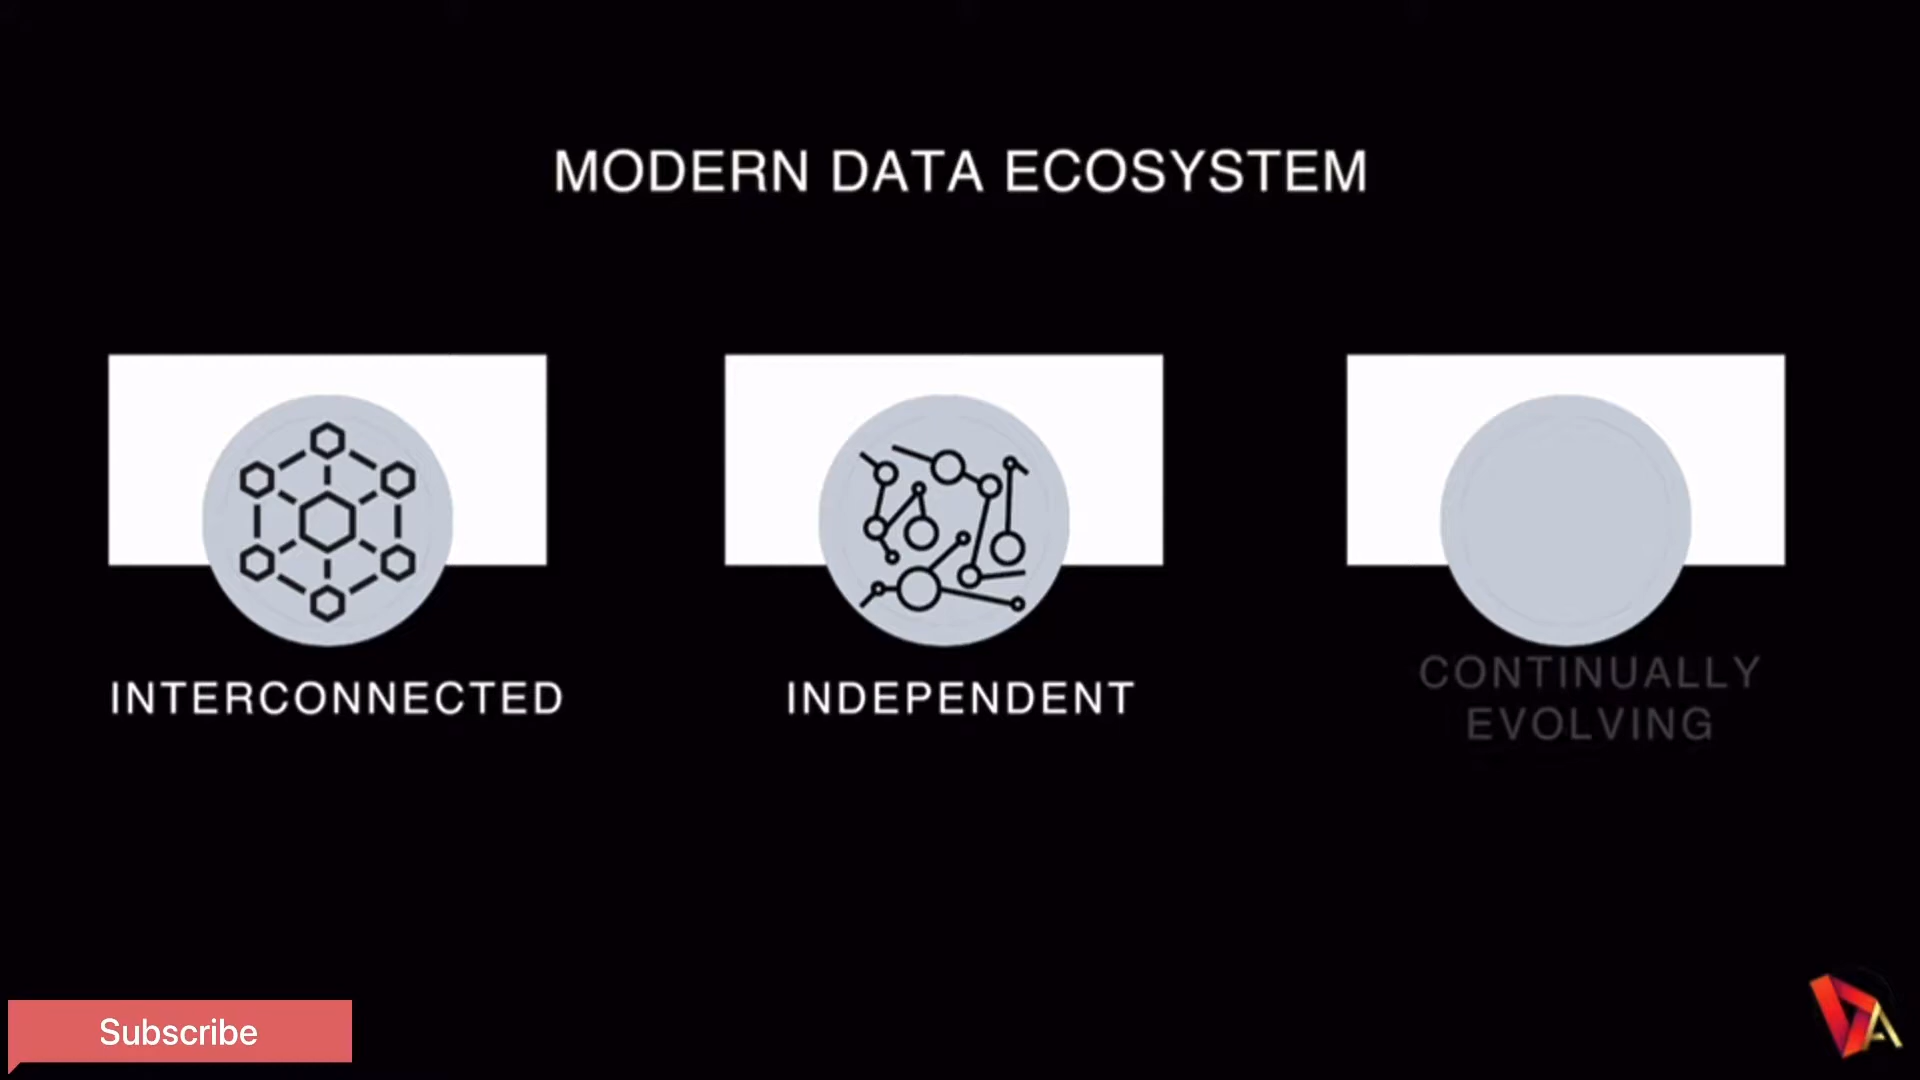 MODERN DATA ECOSYSTEM
INTERCONNECTED
INDEPENDENT
CONTINUALLY
EVOLVING
Subscribe